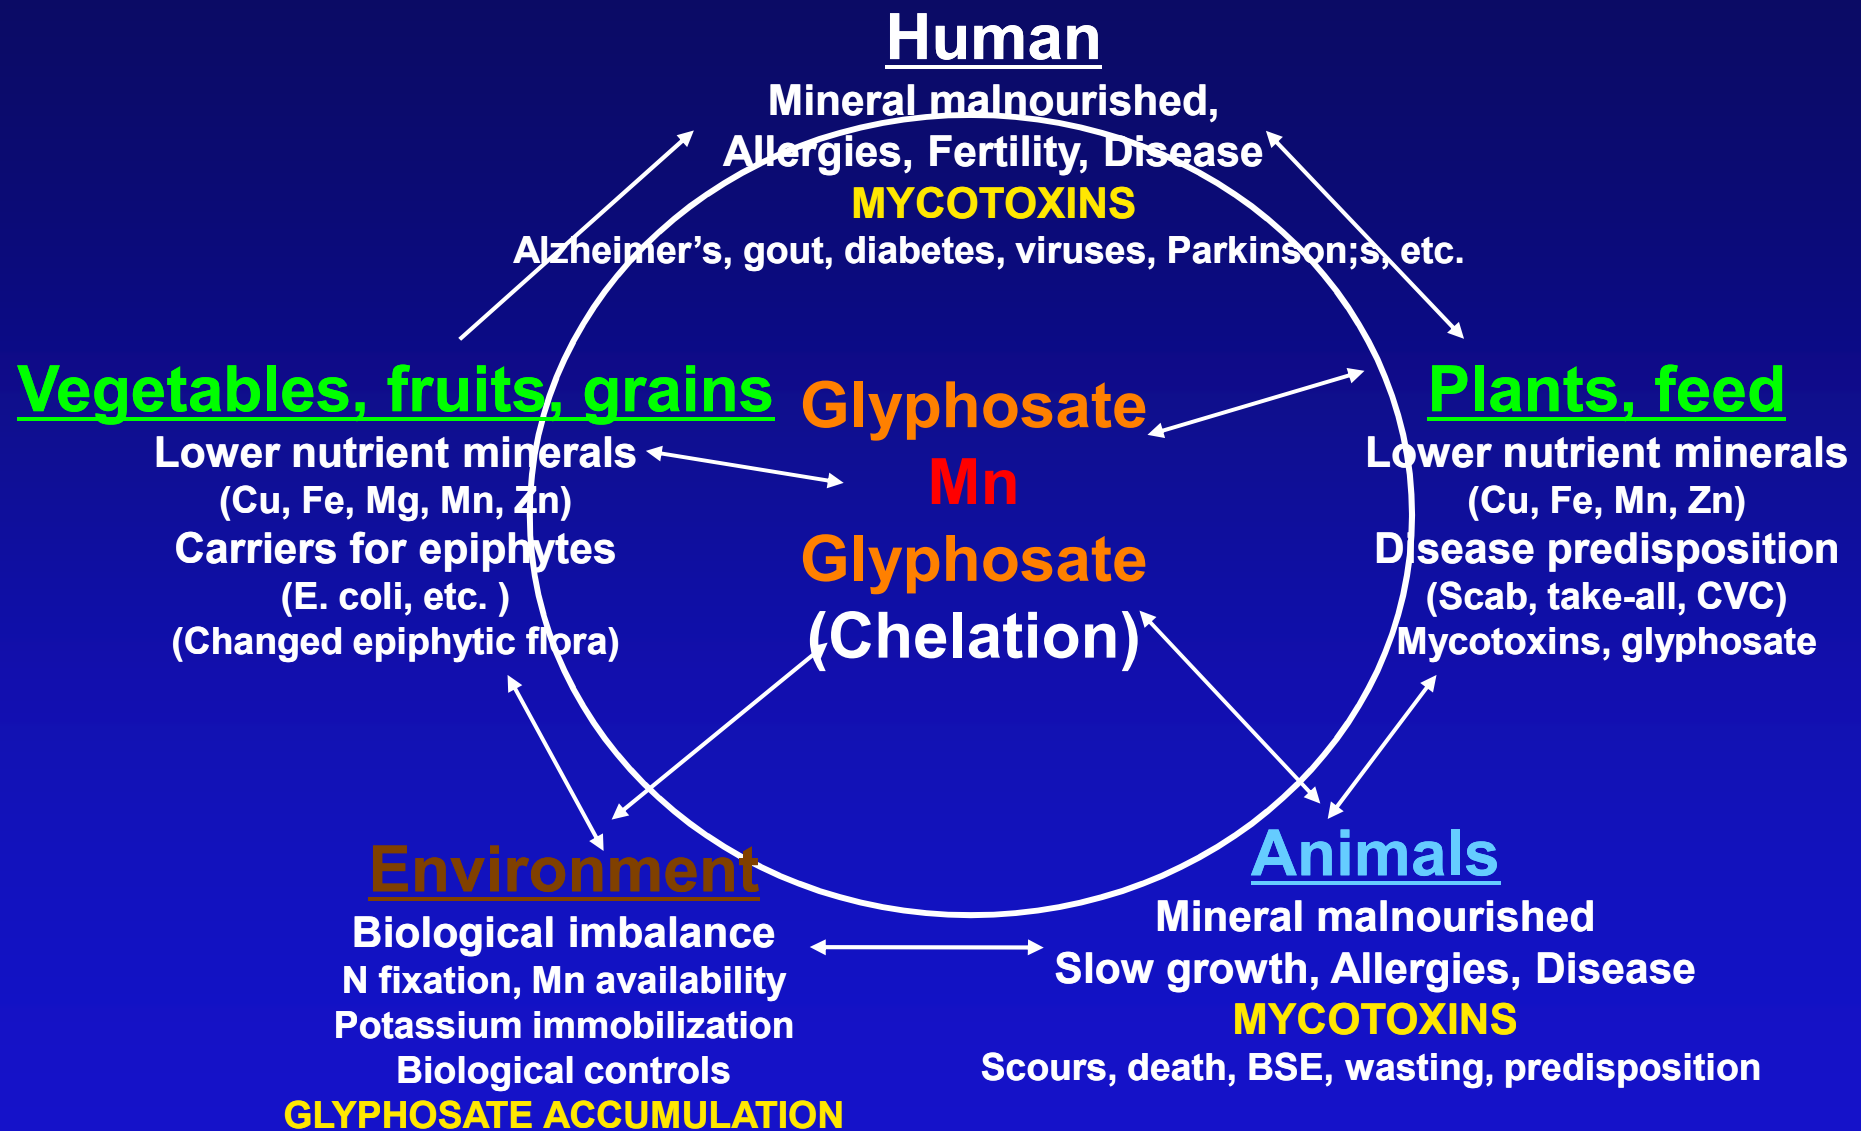 Human
Mineral malnourished,
Allergies, Fertility, Disease
MYCOTOXINS
Alzheimer’s, gout, diabetes, viruses, Parkinson;s, etc.
Vegetables, fruits, grains
Lower nutrient minerals
(Cu, Fe, Mg, Mn, Zn)
Carriers for epiphytes
(E. coli, etc. )
(Changed epiphytic flora)
Glyphosate
Mn
Glyphosate
(Chelation)
Plants, feed
Lower nutrient minerals
(Cu, Fe, Mn, Zn)
Disease predisposition
(Scab, take-all, CVC)
Mycotoxins, glyphosate
Environment
Biological imbalance
N fixation, Mn availability
Potassium immobilization
Biological controls
GLYPHOSATE ACCUMULATION
Animals
Mineral malnourished
Slow growth, Allergies, Disease
MYCOTOXINS
Scours, death, BSE, wasting, predisposition